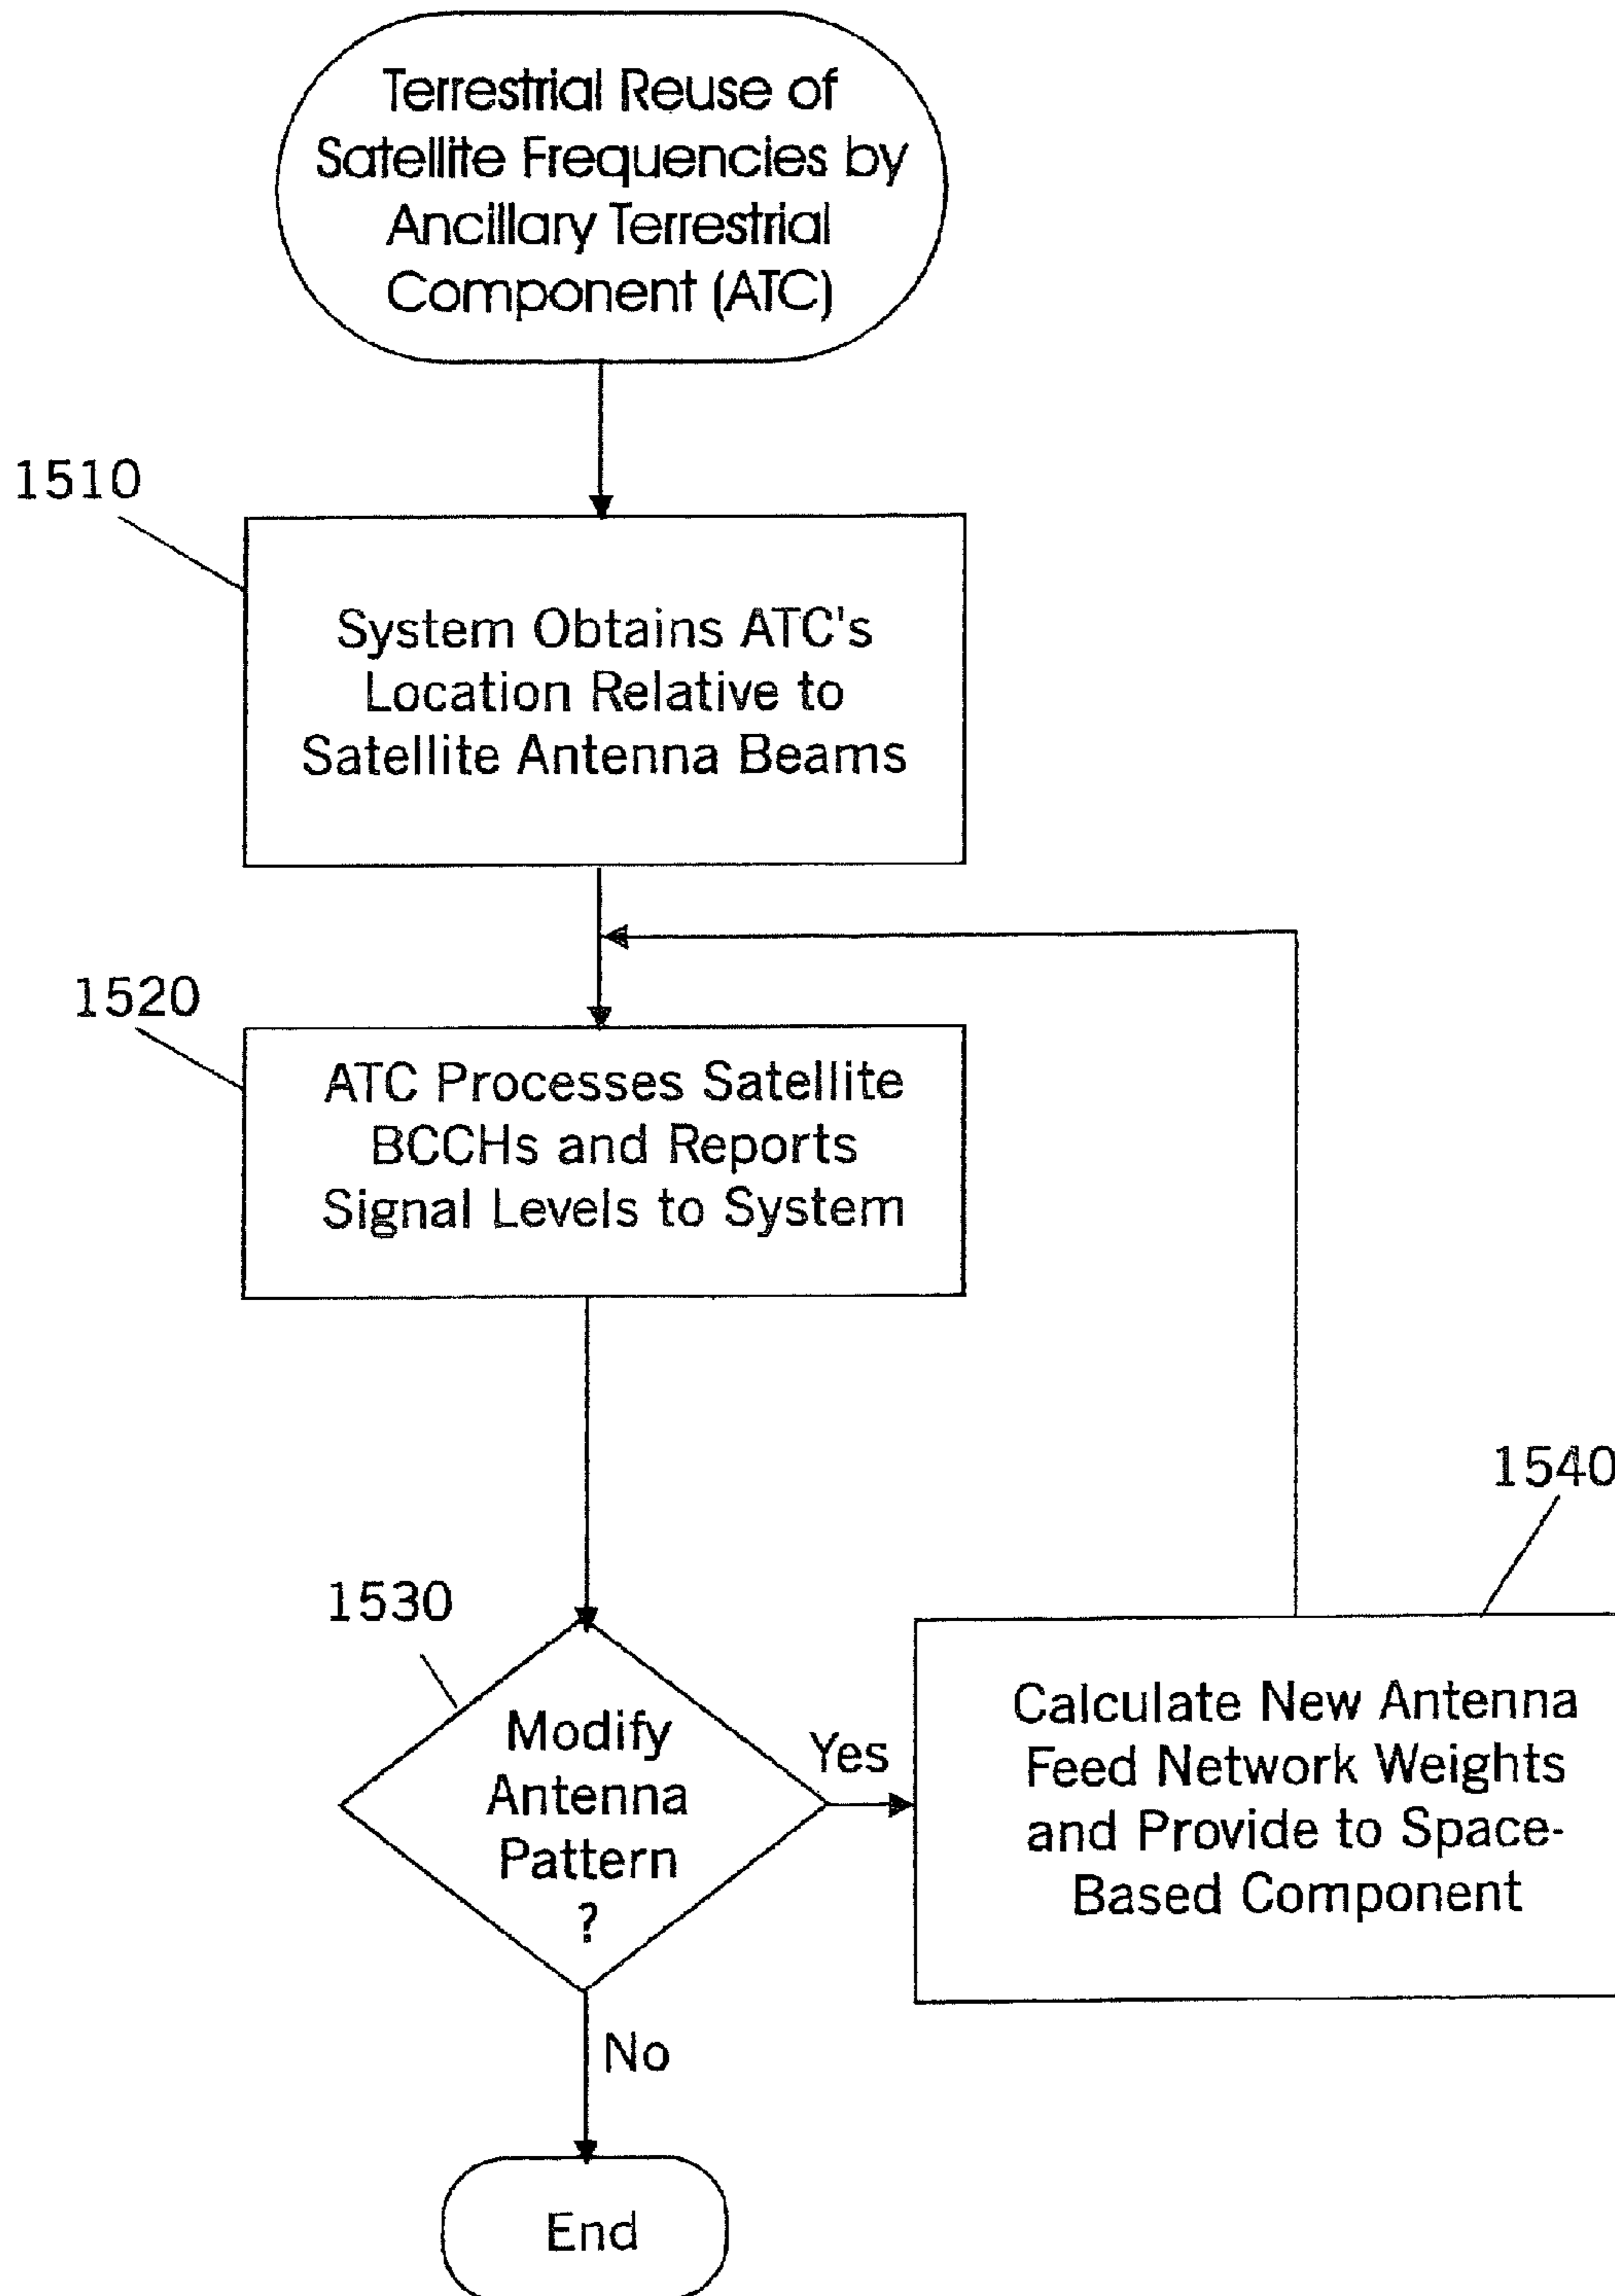 Terrestrial Reuse of
Satellite Frequencies by
Ancillary Terrestrial
Component (ATC)
1510
System Obtains ATC's
Location Relative to
Satellite Antenna Beams
1520
ATC Processes Satellite
BCCHs and Reports
Signal Levels to System
1530
Modify
Antenna
Pattern
?
Yes
1540
Calculate New Antenna
Feed Network Weights
and Provide to Space-
Based Component
No
End